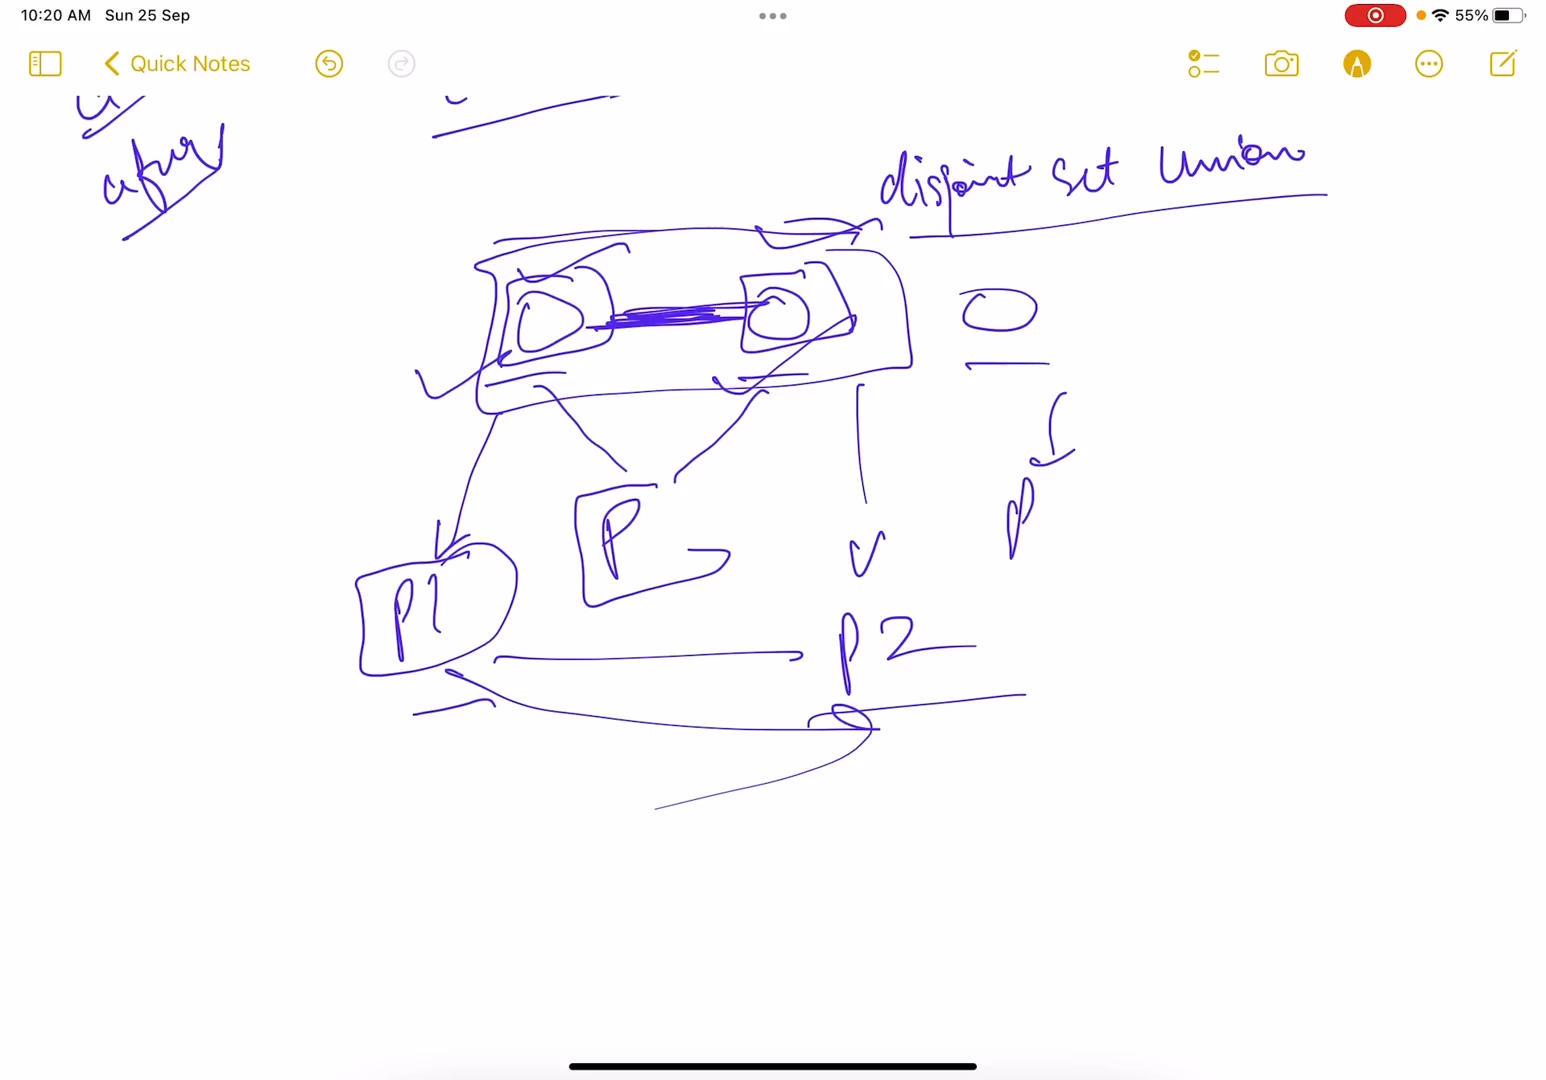 10:20 AM Sun 25 Sep
55%
Quick Notes
disjoint set union
P
P
P1
P2